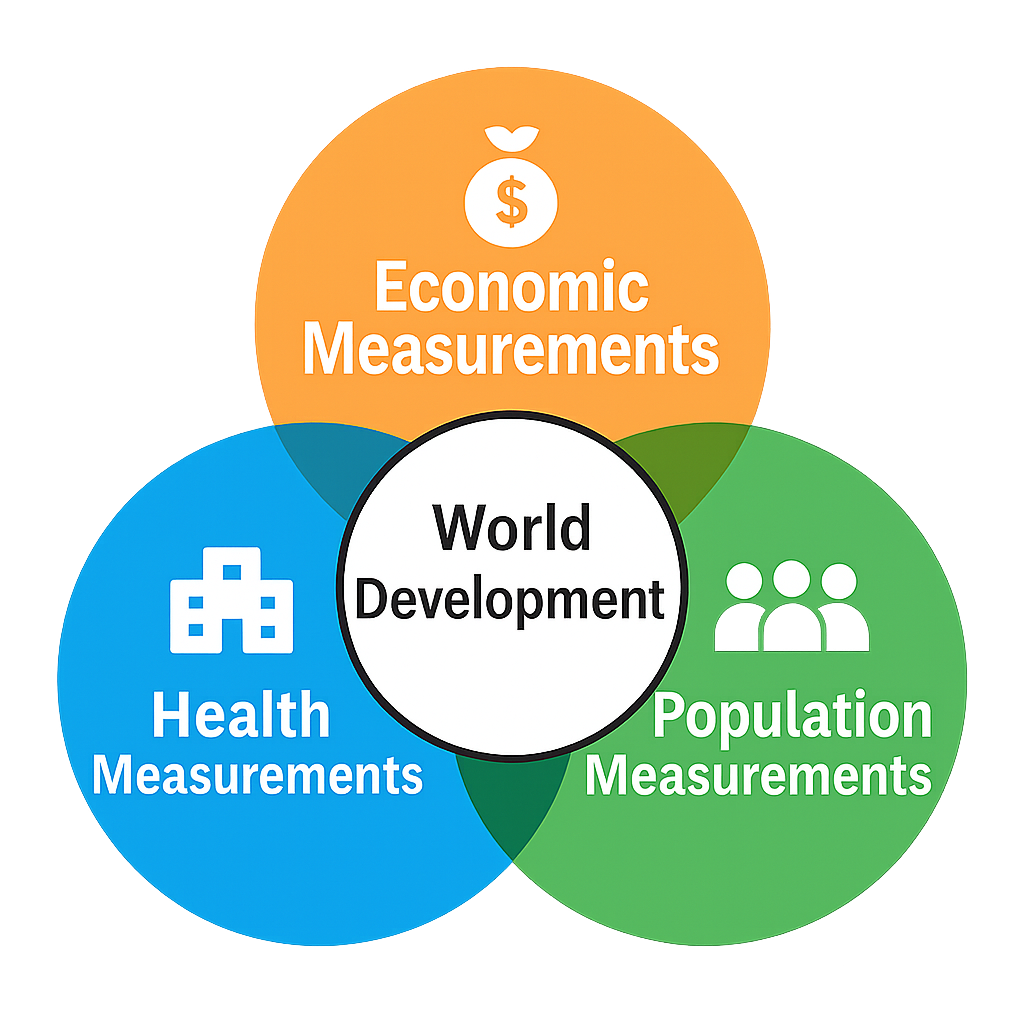 $
Economic
Measurements
World
Development
Health
Measurements
Population
Measurements